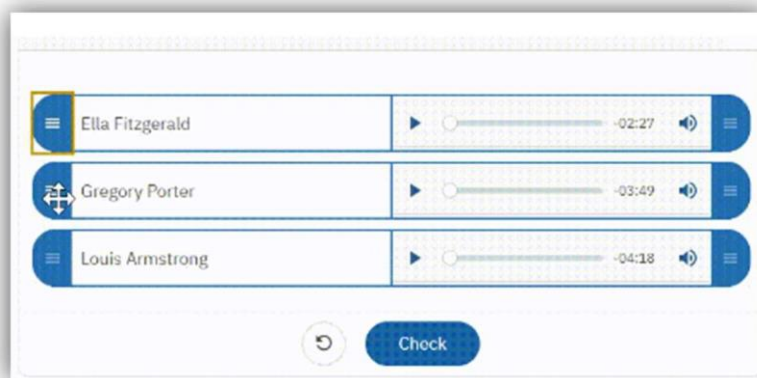 Ella Fitzgerald -02:27
Gregory Porter -03:49
Louis Armstrong -04:18
Check